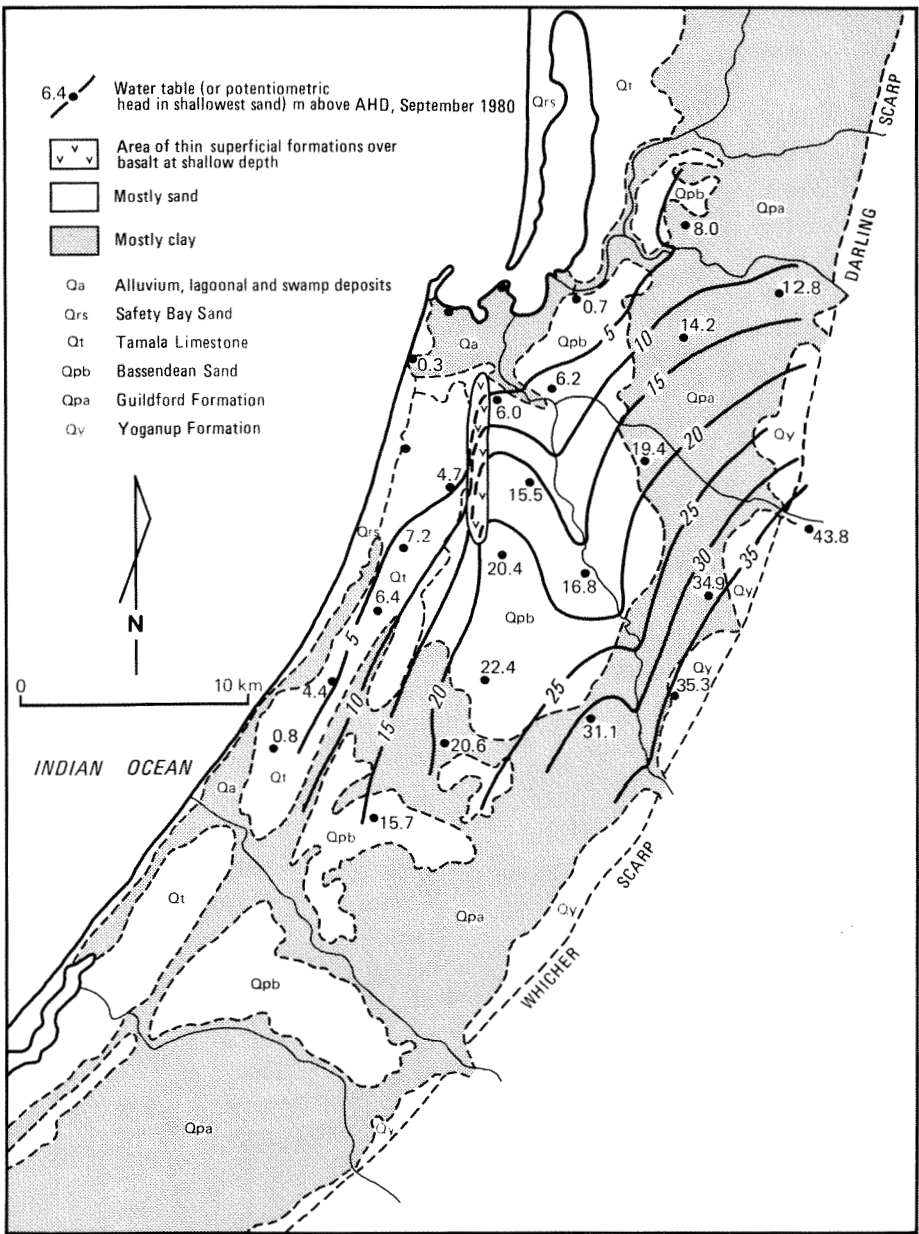 6.4
Water table (or potentiometric
head in shallowest sand) m above AHD, September 1980
Area of thin superficial formations over
basalt at shallow depth
v
v v v
Mostly sand
Mostly clay
Qa Alluvium, lagoonal and swamp deposits
Qrs Safety Bay Sand
Qt Tamala Limestone
Qpb Bassendean Sand
Qpa Guildford Formation
Qy Yoganup Formation
N
0 10 km
INDIAN OCEAN
Qrs
Qt
SCARP
DARLING
Qpb
Qpa
8.0
12.8
0.7
5
10
14.2
Qa
Qpb
15
0.3
6.2
6.0
Qpa
20
Qy
19.4
4.7
15.5
25
43.8
Qrs
7.2
20.4
30
35
Qt
16.8
34.9
Qy
6.4
Qpb
5
22.4
Qy
4.4
10
20
25
35.3
15
31.1
0.8
20.6
Qt
Qa
15.7
Qpb
SCARP
Qt
Qpa
Qy
WHICHER
Qpb
Qpa
Qy